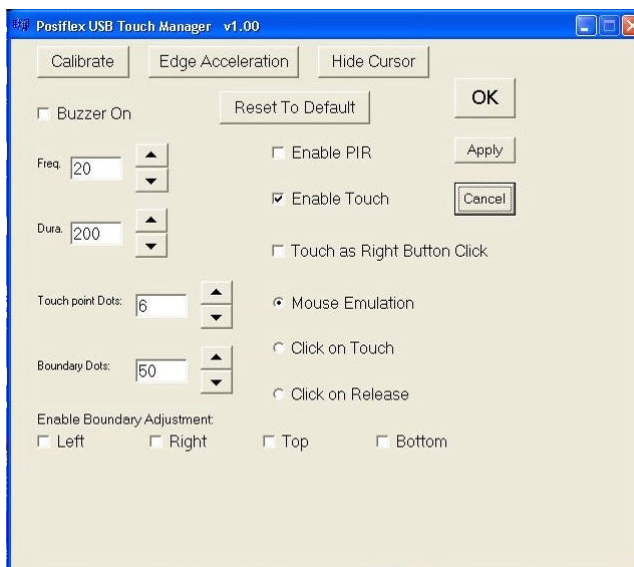 Posiflex USB Touch Manager v1.00
Calibrate Edge Acceleration Hide Cursor
OK
Buzzer On Reset To Default
Enable PIR Apply
Freq. 20
Enable Touch Cancel
Dura. 200
Touch as Right Button Click
Touch point Dots: 6 Mouse Emulation
Click on Touch
Boundary Dots: 50
Click on Release
Enable Boundary Adjustment:
Left Right Top Bottom